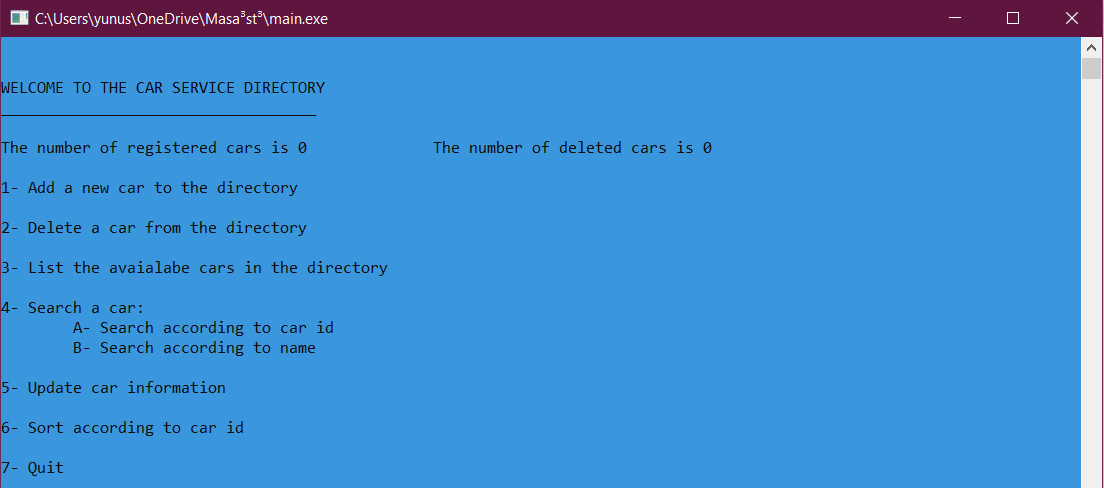 C:\Users\yunus\OneDrive\Masa³st³\main.exe
WELCOME TO THE CAR SERVICE DIRECTORY
The number of registered cars is 0 The number of deleted cars is 0
1- Add a new car to the directory
2- Delete a car from the directory
3- List the avaialabe cars in the directory
4- Search a car:
A- Search according to car id
B- Search according to name
5- Update car information
6- Sort according to car id
7- Quit